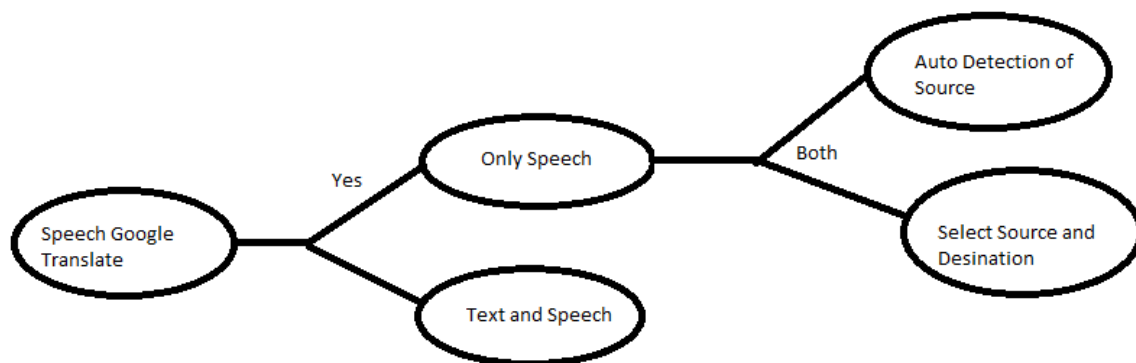 Speech Google
Translate
Yes
Only Speech
Text and Speech
Both
Auto Detection of
Source
Select Source and
Desination